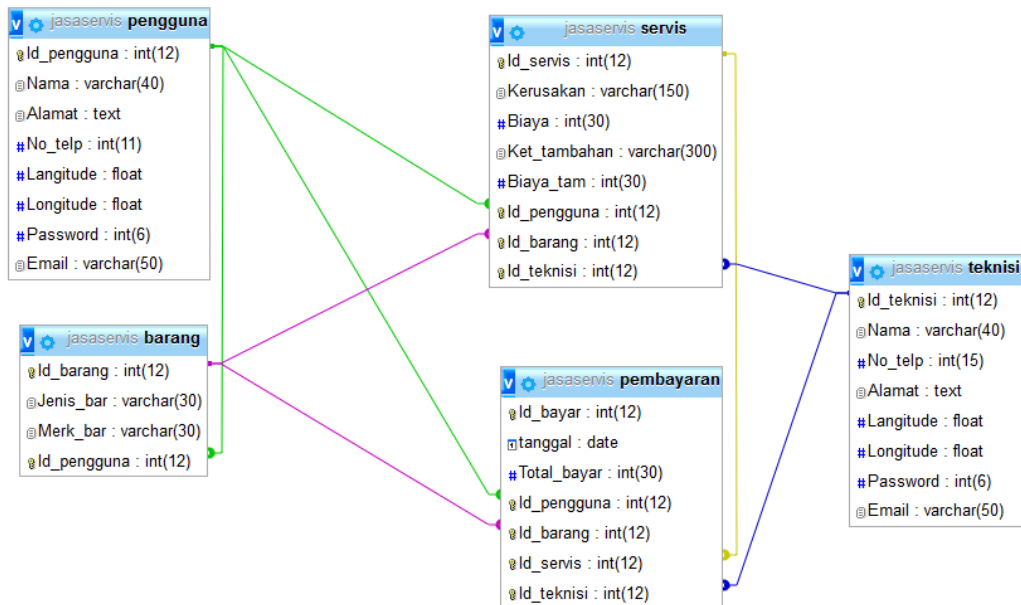 jasaservis pengguna
Id_pengguna : int(12)
Nama : varchar(40)
Alamat : text
No_telp : int(11)
Langitude : float
Longitude : float
Password : int(6)
Email : varchar(50)
jasaservis barang
Id_barang : int(12)
Jenis_bar : varchar(30)
Merk_bar : varchar(30)
Id_pengguna : int(12)
jasaservis servis
Id_servis : int(12)
Kerusakan : varchar(150)
Biaya : int(30)
Ket_tambahan : varchar(300)
Biaya_tam : int(30)
Id_pengguna : int(12)
Id_barang : int(12)
Id_teknisi : int(12)
jasaservis pembayaran
Id_bayar : int(12)
tanggal : date
Total_bayar : int(30)
Id_pengguna : int(12)
Id_barang : int(12)
Id_servis : int(12)
Id_teknisi : int(12)
jasaservis teknisi
Id_teknisi : int(12)
Nama : varchar(40)
No_telp : int(15)
Alamat : text
Langitude : float
Longitude : float
Password : int(6)
Email : varchar(50)